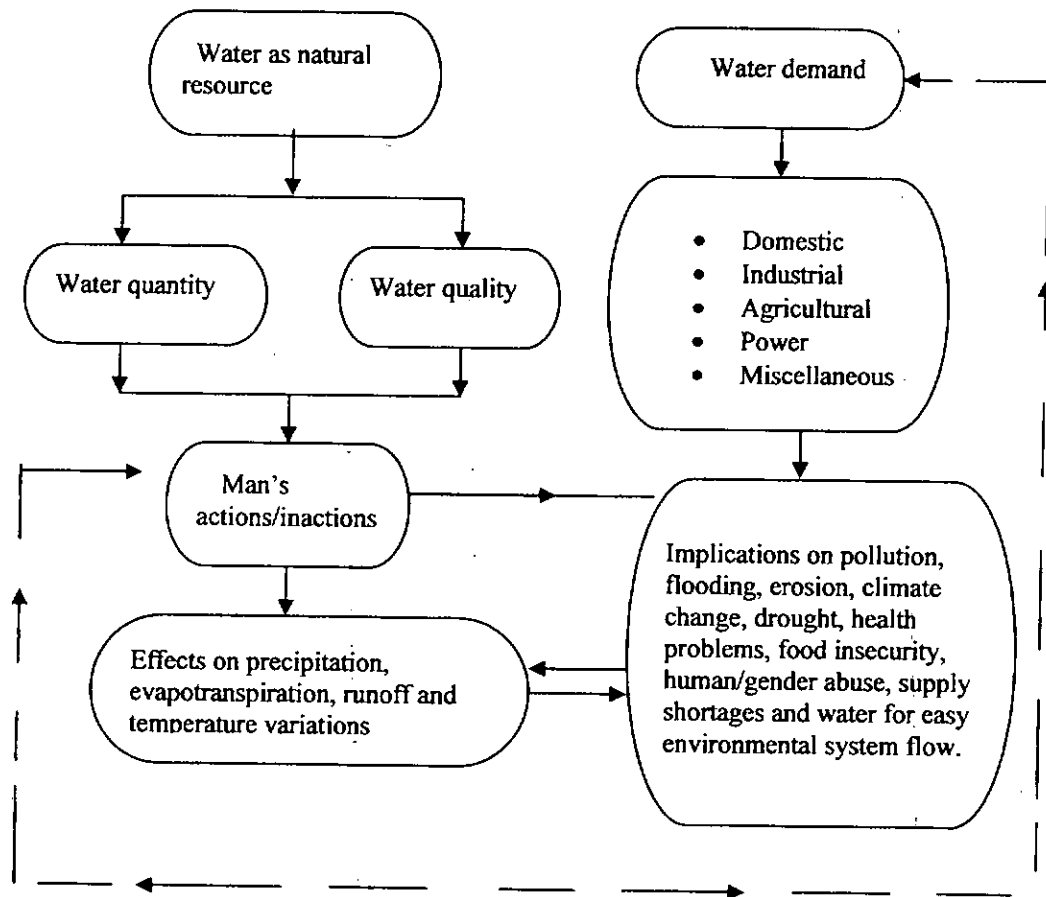 Water as natural
resource
Water demand
Water quantity
Water quality
• Domestic
• Industrial
• Agricultural
• Power
• Miscellaneous
Man's
actions/inactions
Implications on pollution,
flooding, erosion, climate
change, drought, health
problems, food insecurity,
human/gender abuse, supply
shortages and water for easy
environmental system flow.
Effects on precipitation,
evapotranspiration, runoff and
temperature variations